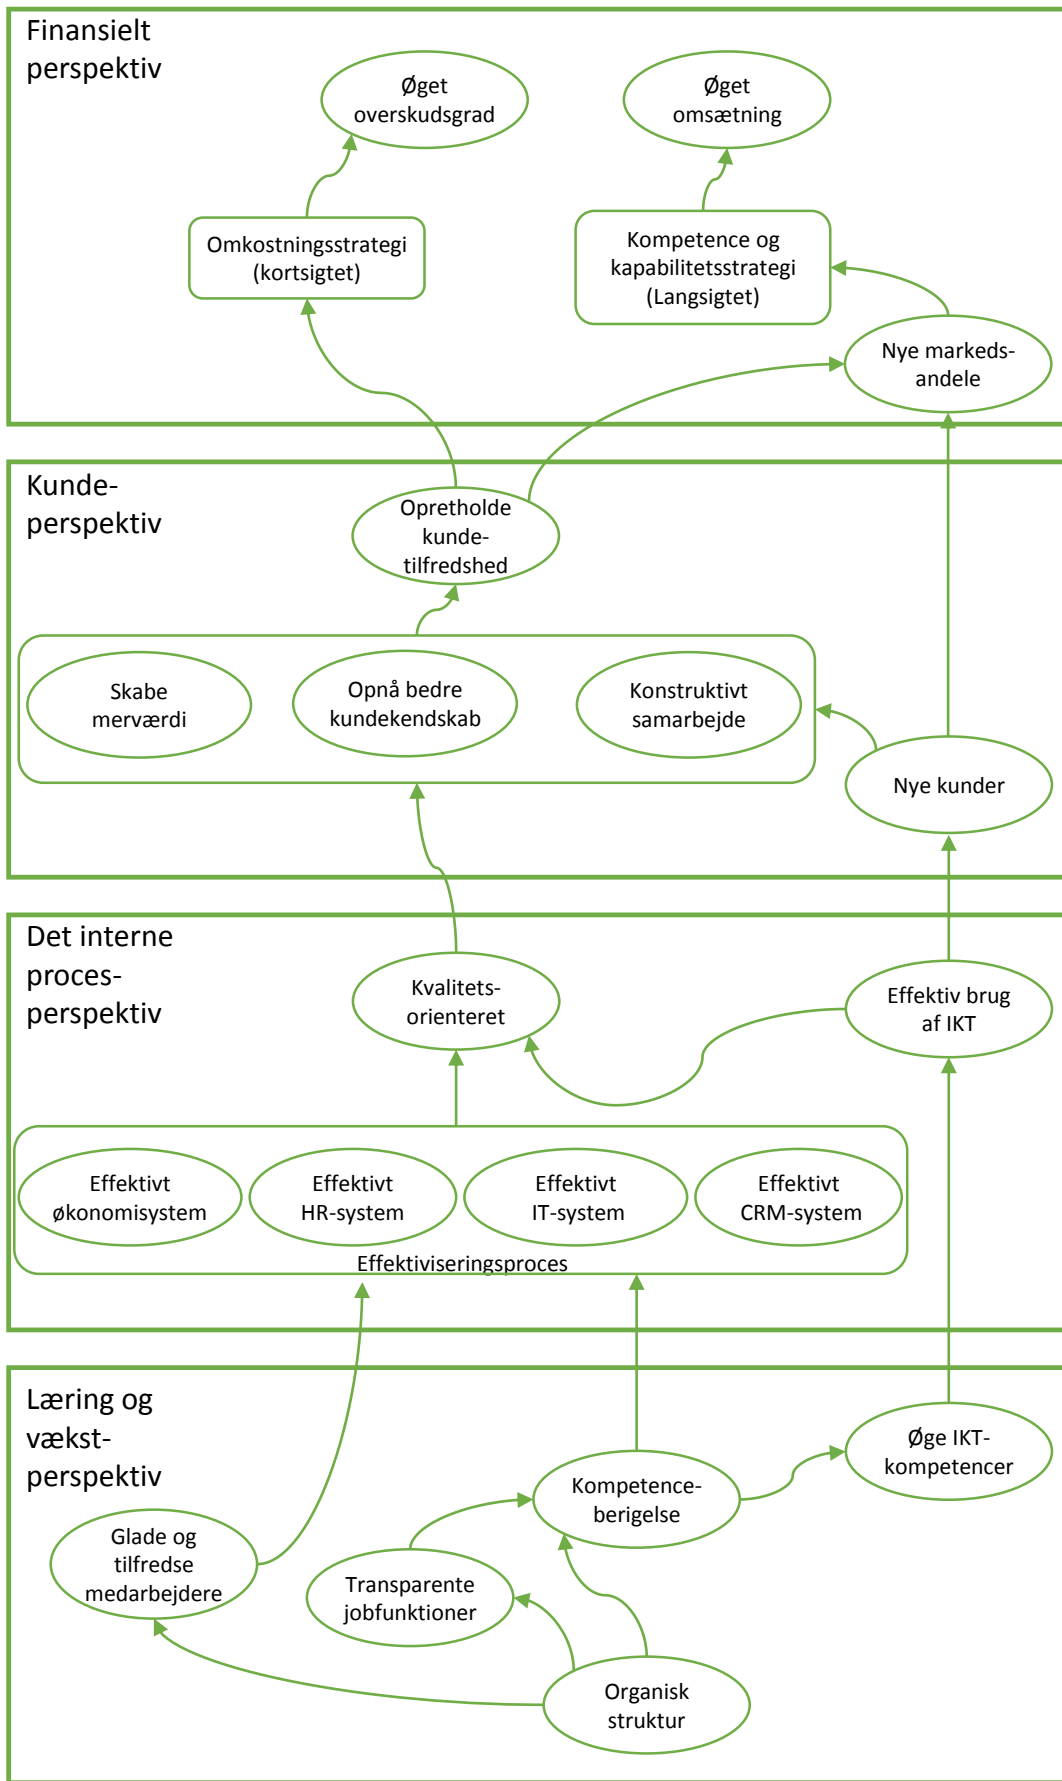 Finansielt
perspektiv
Øget
overskudsgrad
Øget
omsætning
Omkostningsstrategi
(kortsigtet)
Kompetence og
kapabilitetsstrategi
(Langsigtet)
Nye markeds-
andele
Kunde-
perspektiv
Opretholde
kunde-
tilfredshed
Skabe
merværdi
Opnå bedre
kundekendskab
Konstruktivt
samarbejde
Nye kunder
Det interne
proces-
perspektiv
Kvalitets-
orienteret
Effektiv brug
af IKT
Effektivt
økonomisystem
Effektivt
HR-system
Effektivt
IT-system
Effektivt
CRM-system
Effektiviseringsproces
Læring og
vækst-
perspektiv
Øge IKT-
kompetencer
Kompetence-
berigelse
Glade og
tilfredse
medarbejdere
Transparente
jobfunktioner
Organisk
struktur